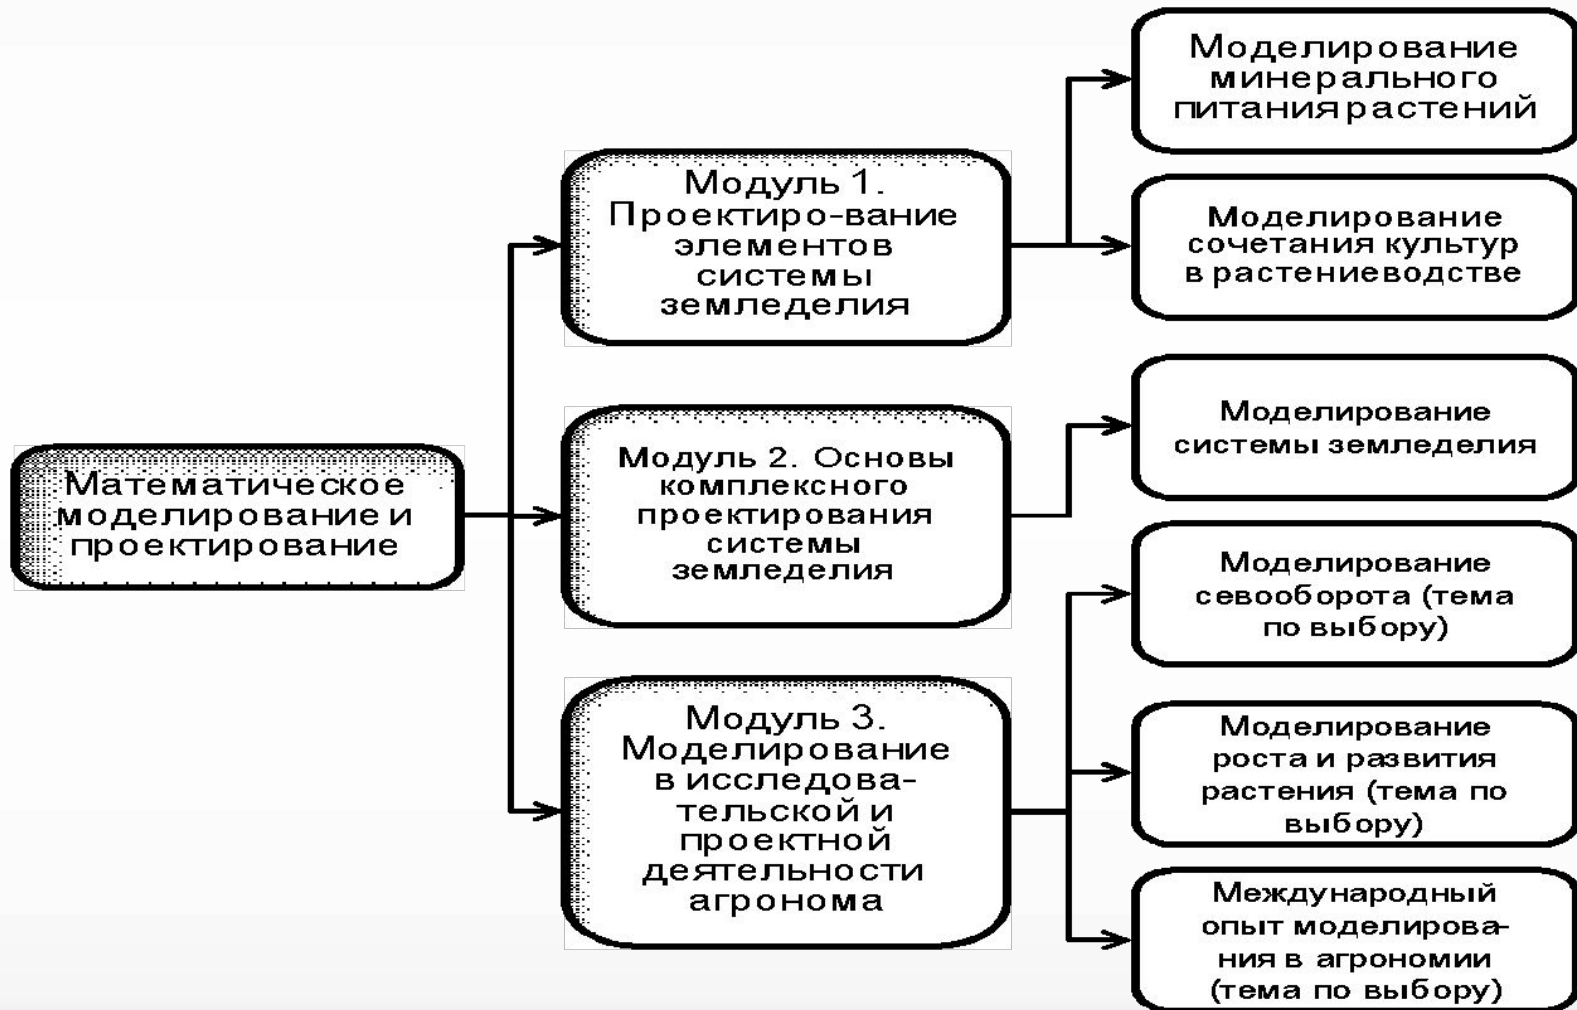 Математическое
моделирование и
проектирование
Модуль 1.
Проектиро-вание
элементов
системы
земледелия
Модуль 2. Основы
комплексного
проектирования
системы
земледелия
Модуль 3.
Моделирование
в исследова-
тельской и
проектной
деятельности
агронома
Моделирование
минерального
питания растений
Моделирование
сочетания культур
в растениеводстве
Моделирование
системы земледелия
Моделирование
севооборота (тема
по выбору)
Моделирование
роста и развития
растения (тема по
выбору)
Международный
опыт моделирова-
ния в агрономии
(тема по выбору)